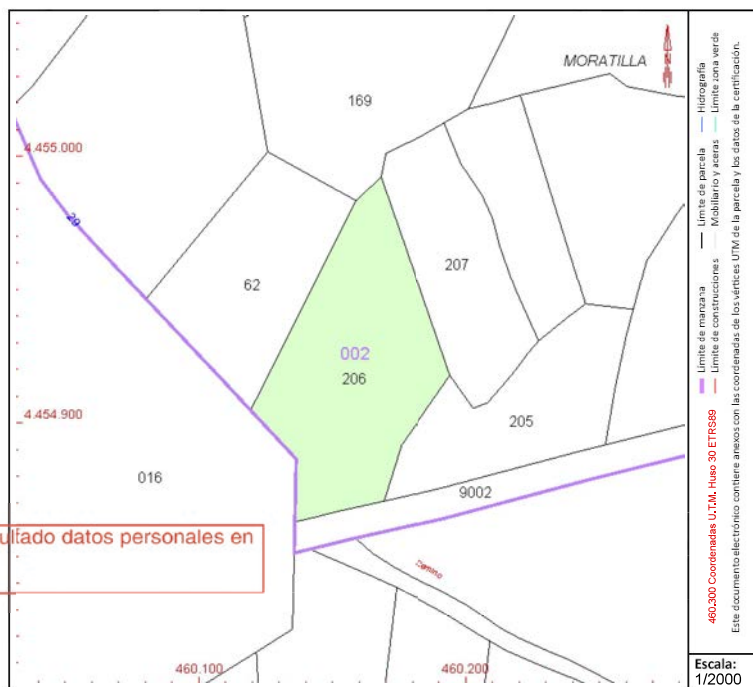 MORATILLA
N
169
4.455.000
29
207
62
002
206
4.454.900
205
016
9002
datos personales en
Camino
460.100
460.200
Límite de manzana
Límite de parcela
Hidrografía
Límite de construcciones
Mobiliario y aceras
Límite zona verde
460.300 Coordenadas U.T.M. Huso 30 ETRS89
Este documento electrónico contiene anexos con las coordenadas de los vértices UTM de la parcela y los datos de la certificación.
Escala:
1/2000